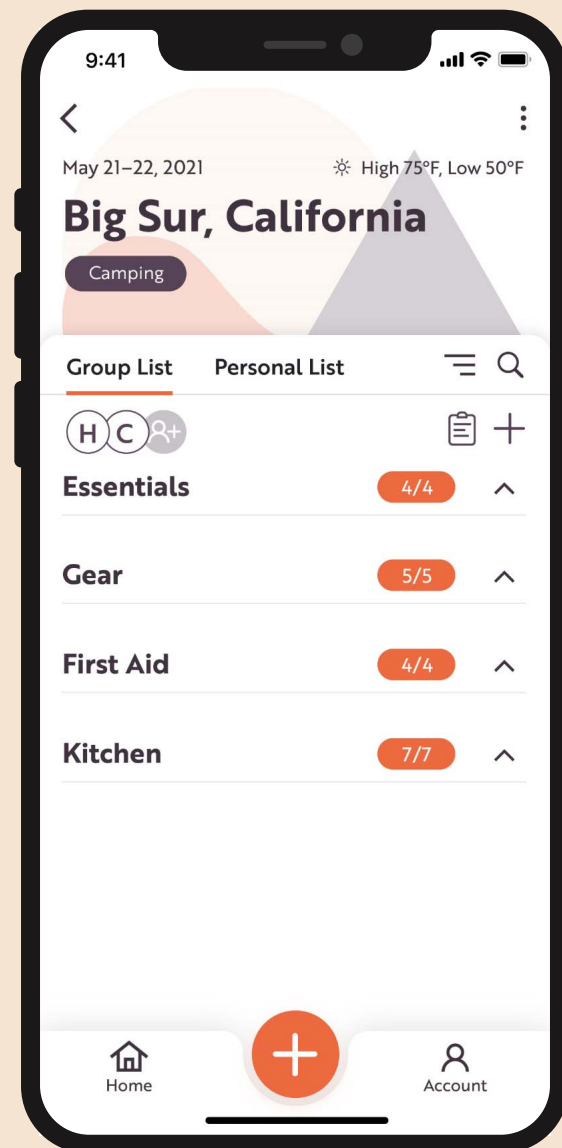 9:41
May 21–22, 2021 High 75°F, Low 50°F
Big Sur, California
Camping
Group List Personal List
H C
Essentials 4/4
Gear 5/5
First Aid 4/4
Kitchen 7/7
Home Account